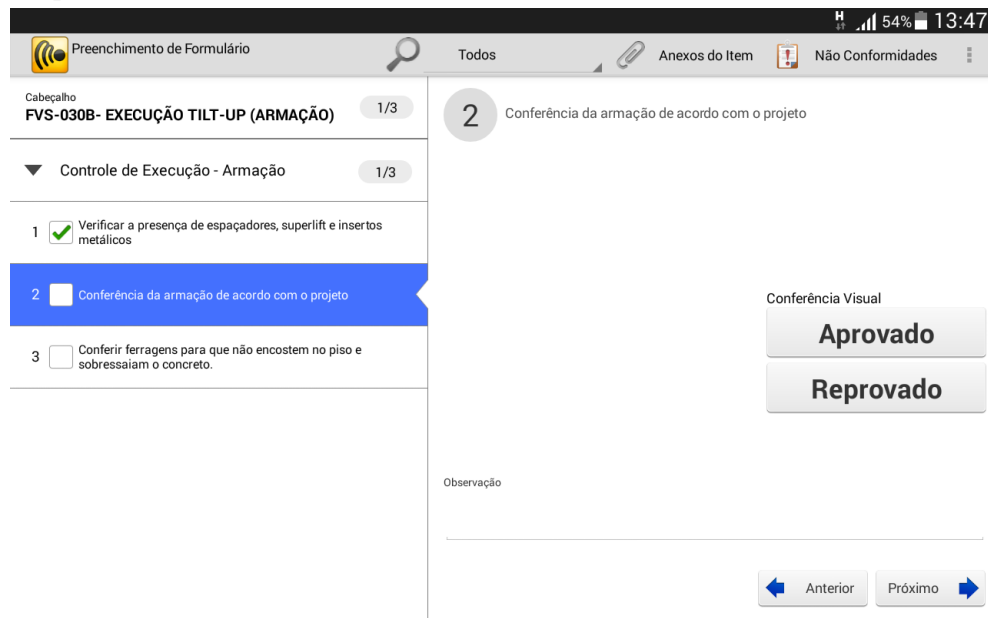 H 54% 13:47
Preenchimento de Formulário
Todos
Anexos do Item
Não Conformidades
Cabeçalho
FVS-030B- EXECUÇÃO TILT-UP (ARMAÇÃO)
1/3
Controle de Execução - Armação
1/3
1
Verificar a presença de espaçadores, superlift e insertos
metálicos
2
Conferência da armação de acordo com o projeto
3
Conferir ferragens para que não encostem no piso e
sobressaiam o concreto.
2
Conferência da armação de acordo com o projeto
Conferência Visual
Aprovado
Reprovado
Observação
Anterior
Próximo